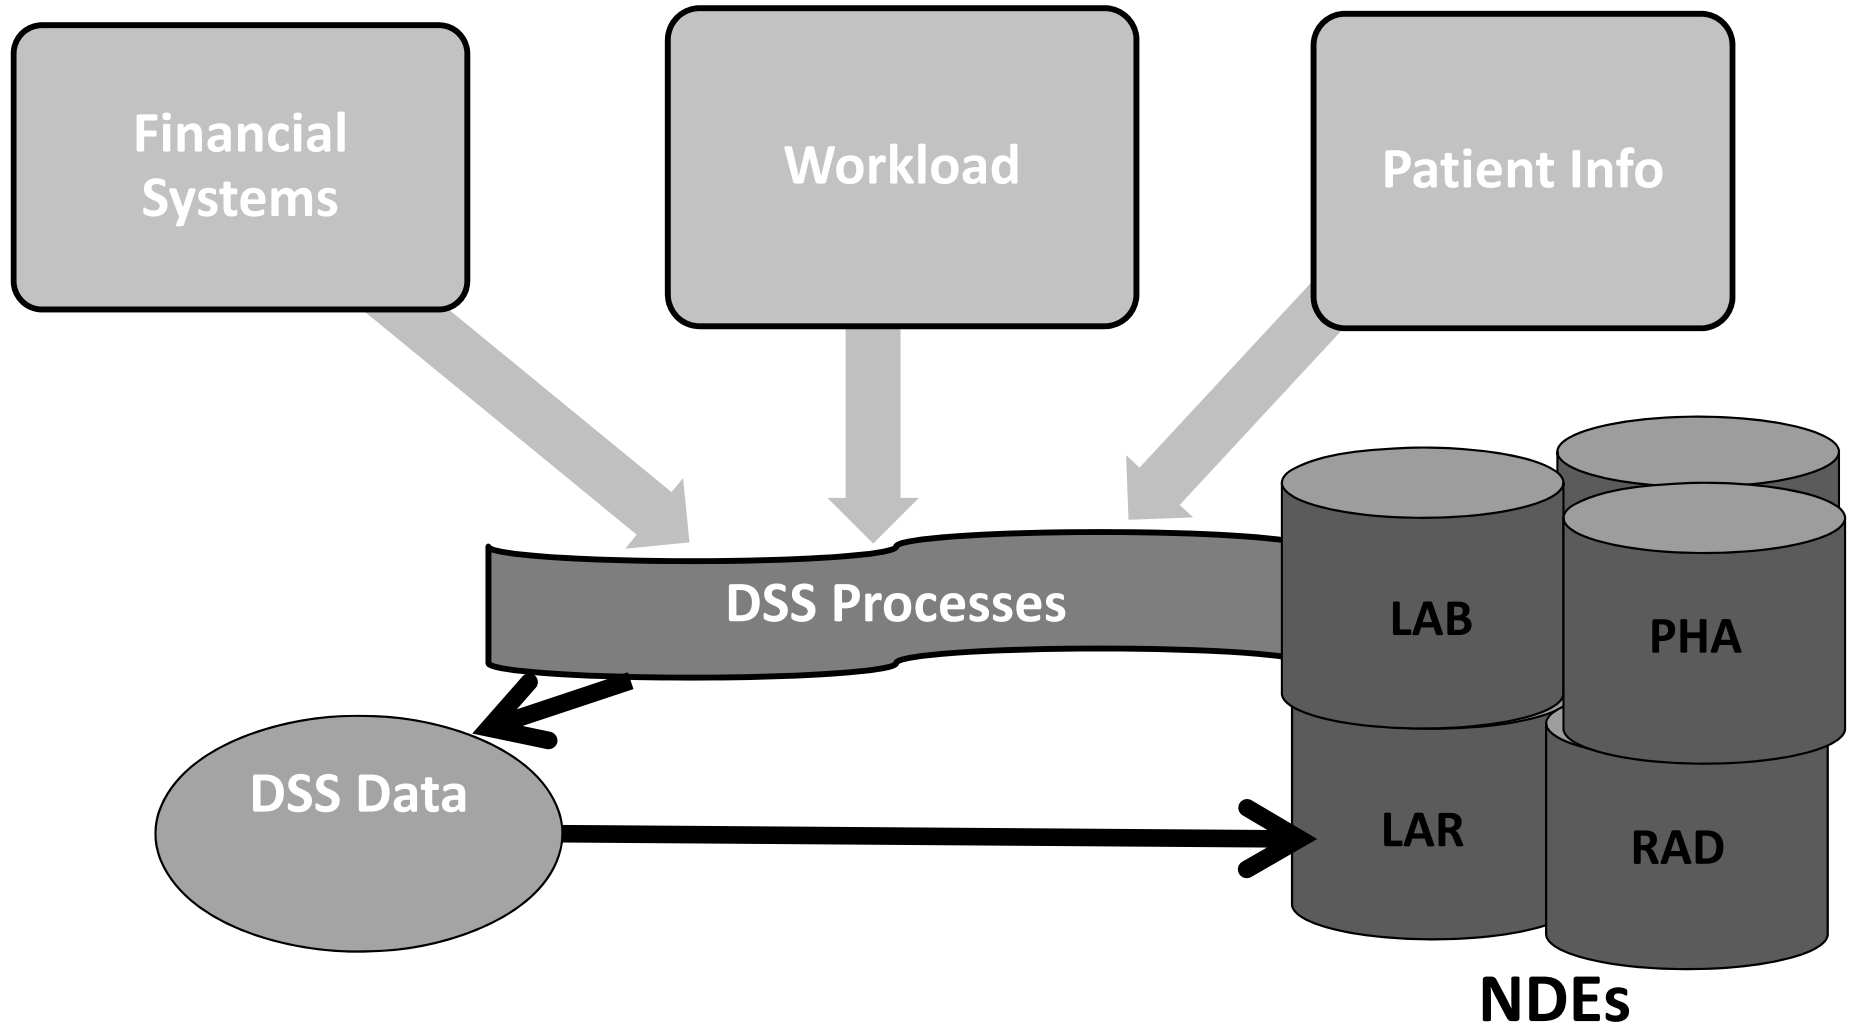 Financial
Systems
Workload
Patient Info
DSS Processes
LAB
PHA
DSS Data
LAR
RAD
NDEs